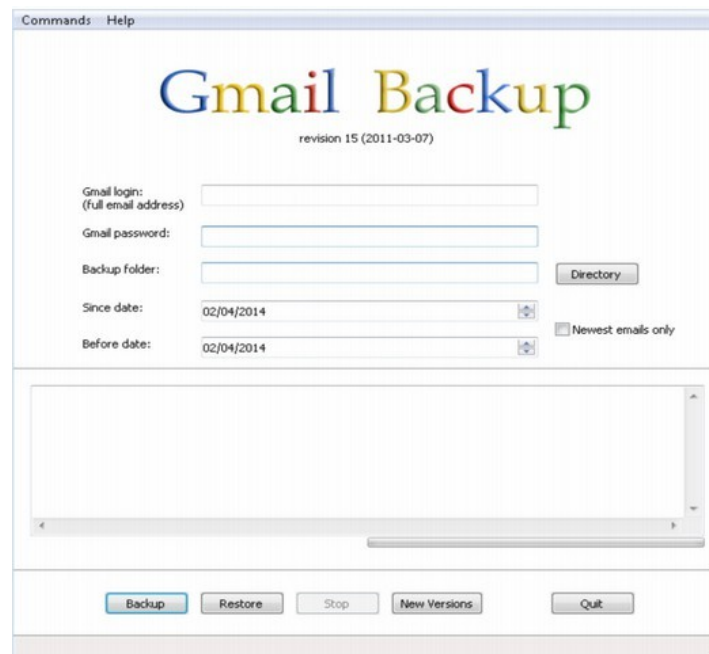 Commands Help
Gmail Backup
revision 15 (2011-03-07)
Gmail login:
(full email address)
Gmail password:
Backup folder:
Directory
Since date:
02/04/2014
Newest emails only
Before date:
02/04/2014
Backup Restore Stop New Versions Quit